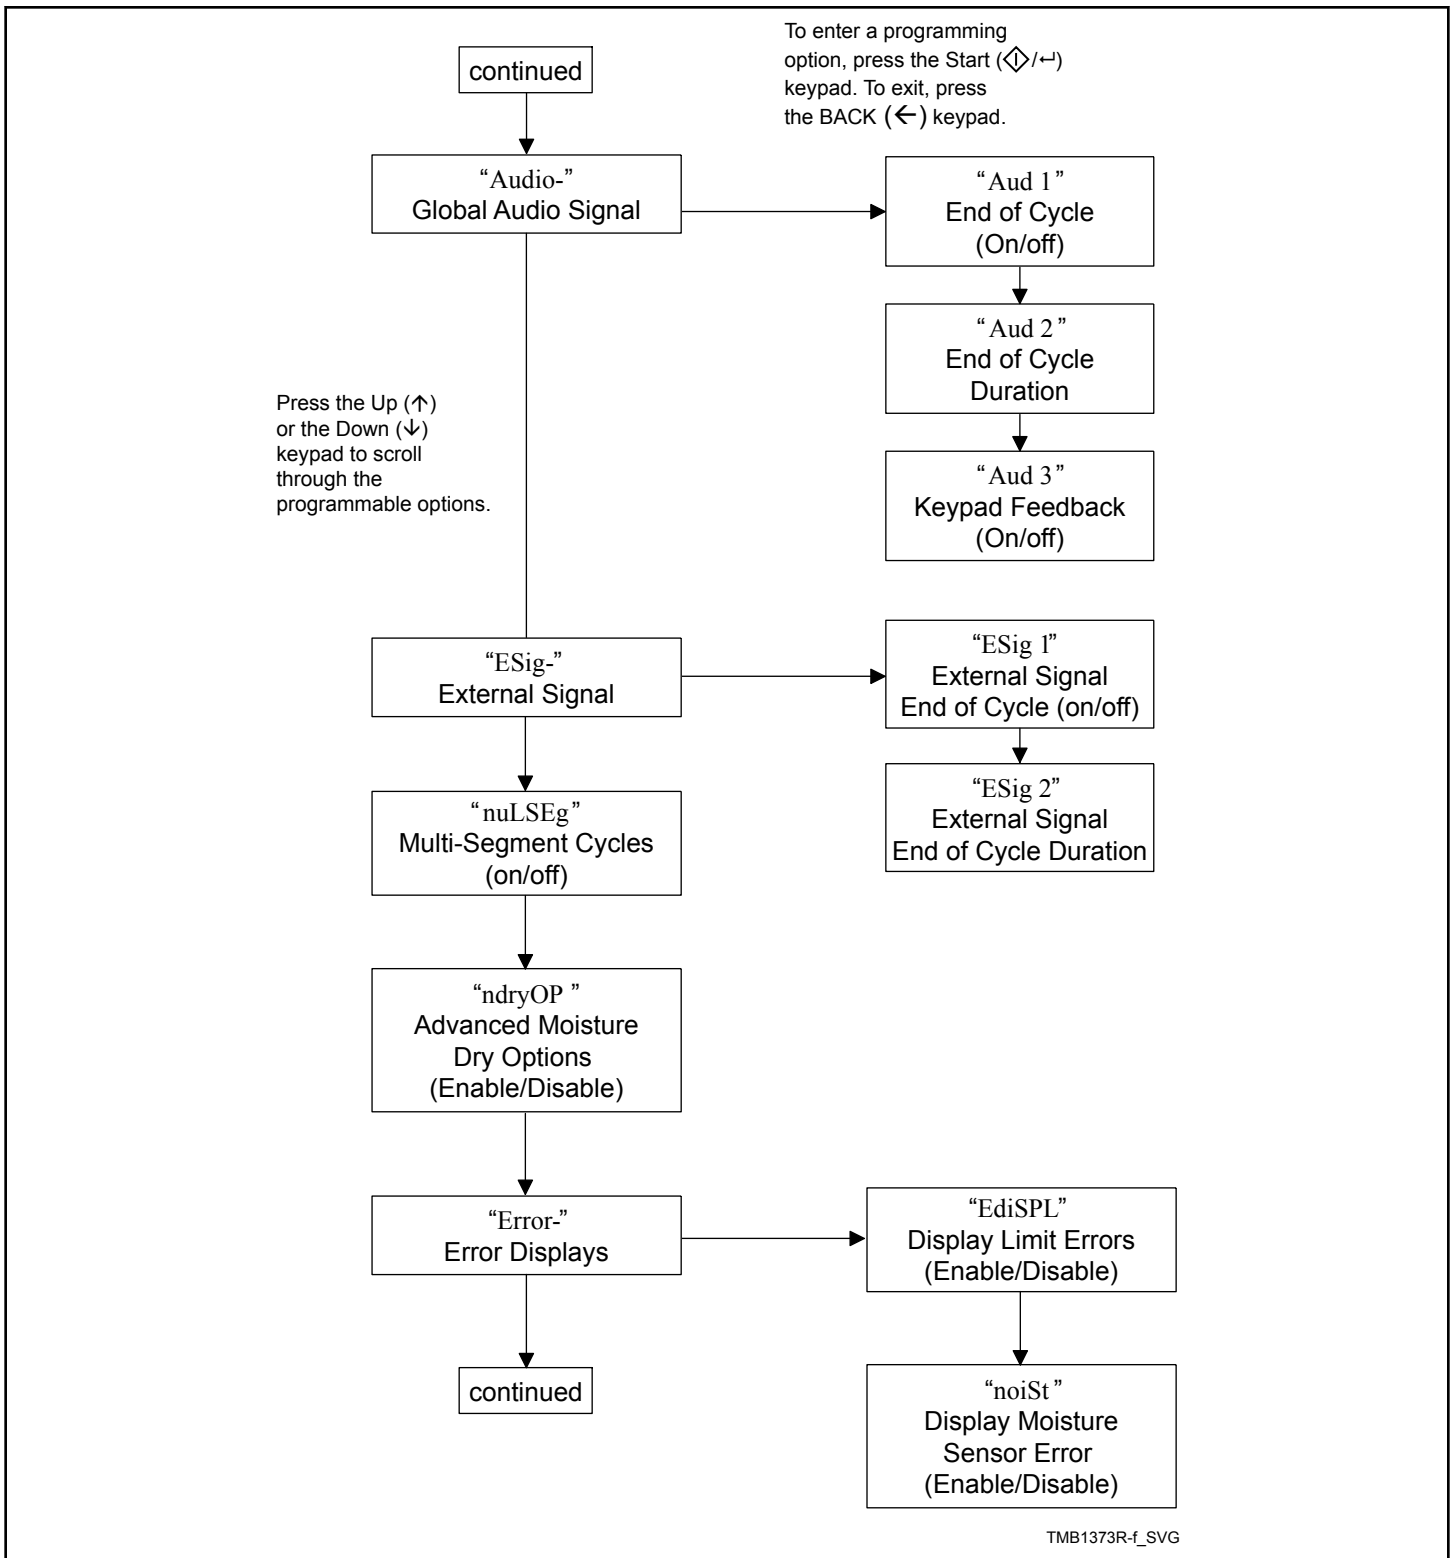 To enter a programming
option, press the Start (/↵)
keypad. To exit, press
the BACK (←) keypad.
continued
“Audio-”
Global Audio Signal
“Aud 1”
End of Cycle
(On/off)
“Aud 2”
End of Cycle
Duration
“Aud 3”
Keypad Feedback
(On/off)
Press the Up (↑)
or the Down (↓)
keypad to scroll
through the
programmable options.
“ESig-”
External Signal
“ESig 1”
External Signal
End of Cycle (on/off)
“ESig 2”
External Signal
End of Cycle Duration
“nuLSEg”
Multi-Segment Cycles
(on/off)
“ndryOP ”
Advanced Moisture
Dry Options
(Enable/Disable)
“Error-”
Error Displays
“EdiSPL”
Display Limit Errors
(Enable/Disable)
“noiSt”
Display Moisture
Sensor Error
(Enable/Disable)
continued
TMB1373R-f_SVG